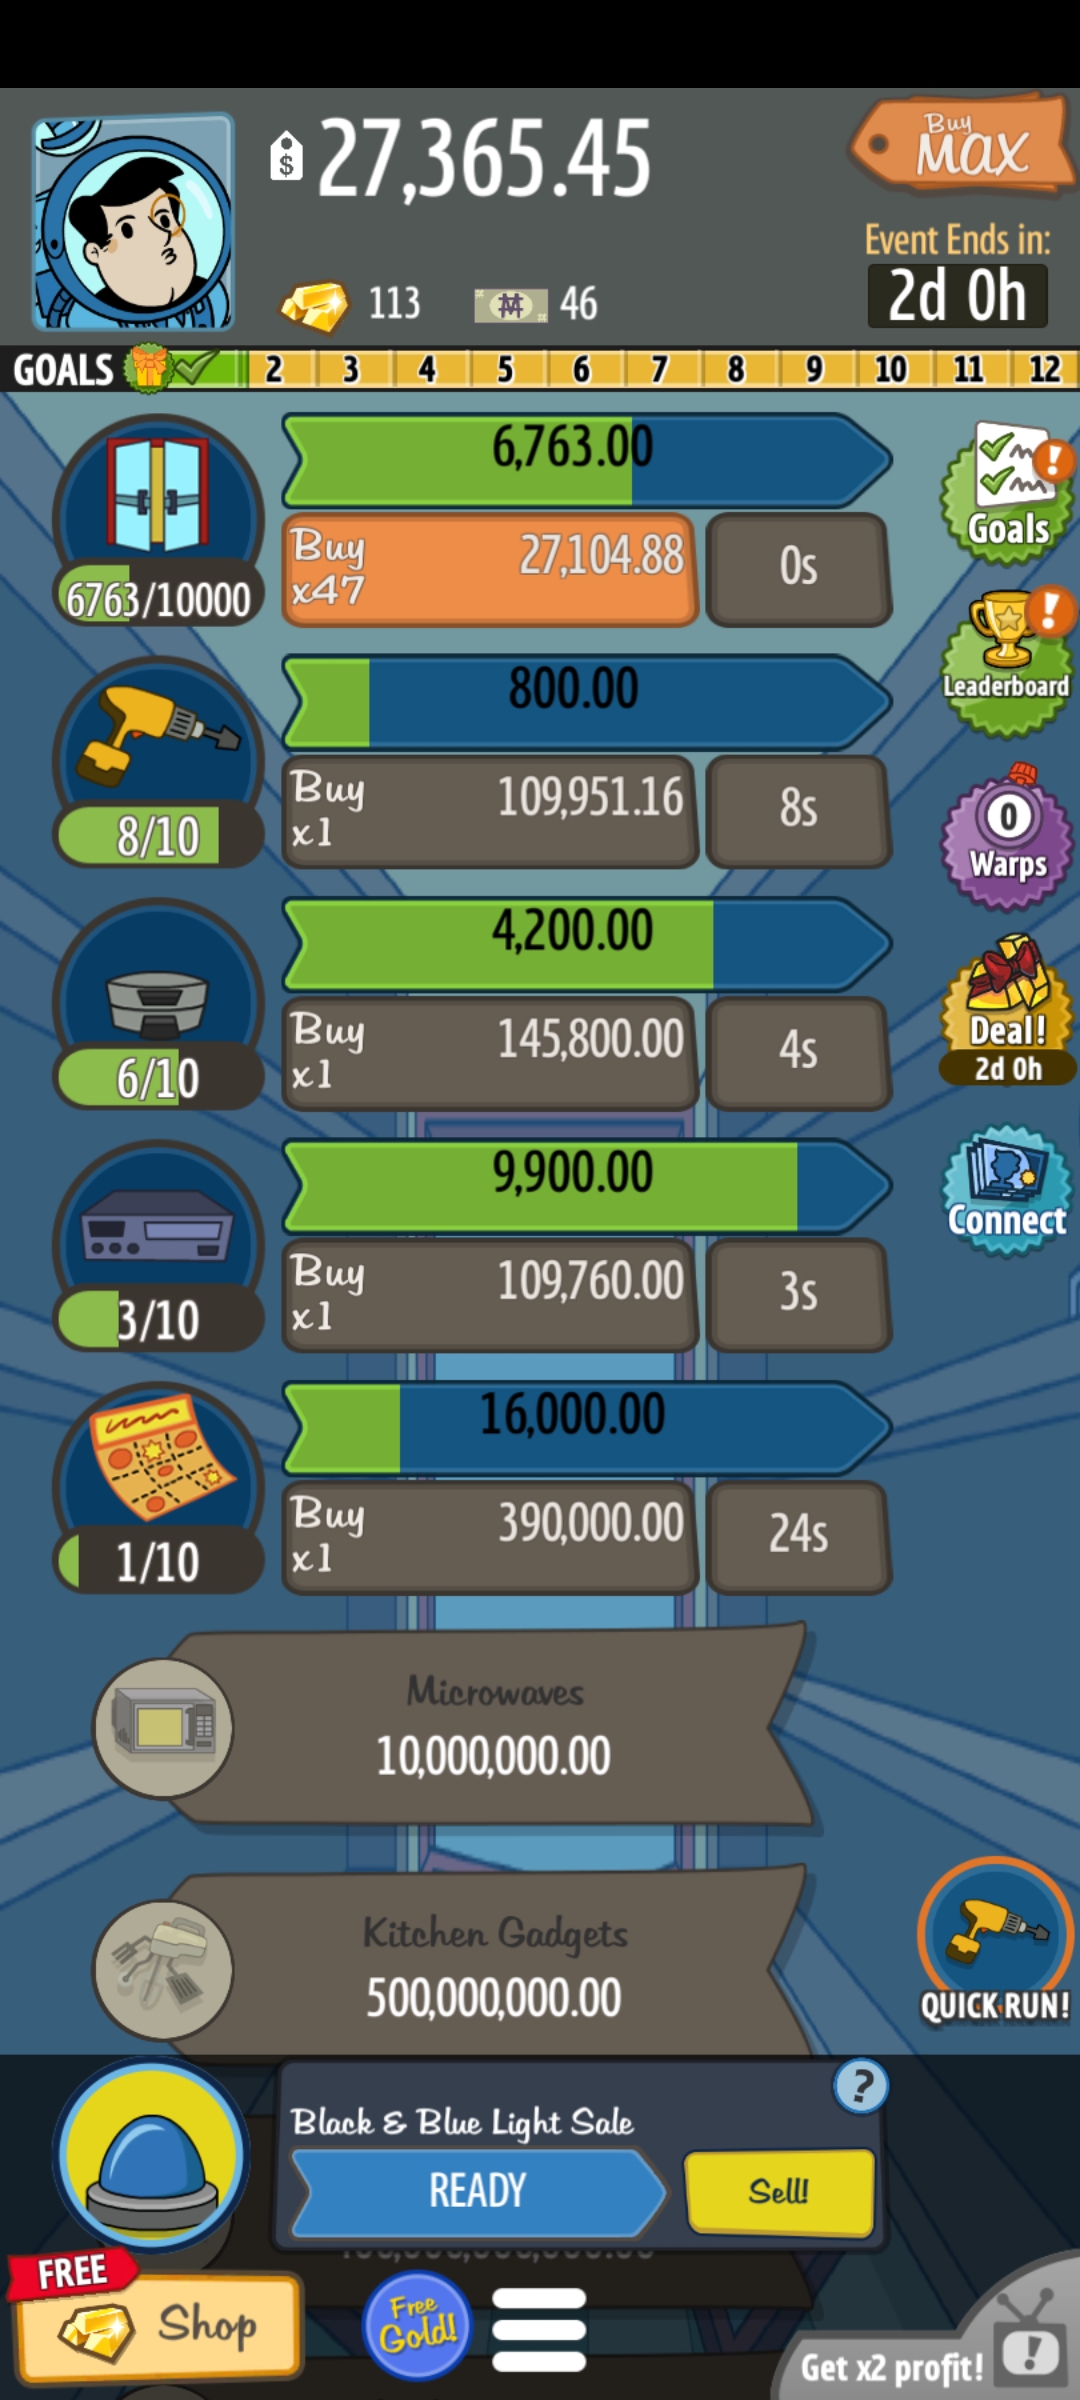 $ 27,365.45
Buy
MAX
Event Ends in:
2d 0h
113
46
GOALS 2 3 4 5 6 7 8 9 10 11 12
6,763.00
Buy
x47
27,104.88
0s
6763/10000
Goals
800.00
Buy
x1
109,951.16
8s
8/10
Leaderboard
0
Warps
4,200.00
Buy
x1
145,800.00
4s
6/10
Deal!
2d 0h
9,900.00
Buy
x1
109,760.00
3s
3/10
Connect
16,000.00
Buy
x1
390,000.00
24s
1/10
Microwaves
10,000,000.00
Kitchen Gadgets
500,000,000.00
QUICK RUN!
Black & Blue Light Sale
?
READY
Sell!
FREE
Shop
Free
Gold!
Get x2 profit!